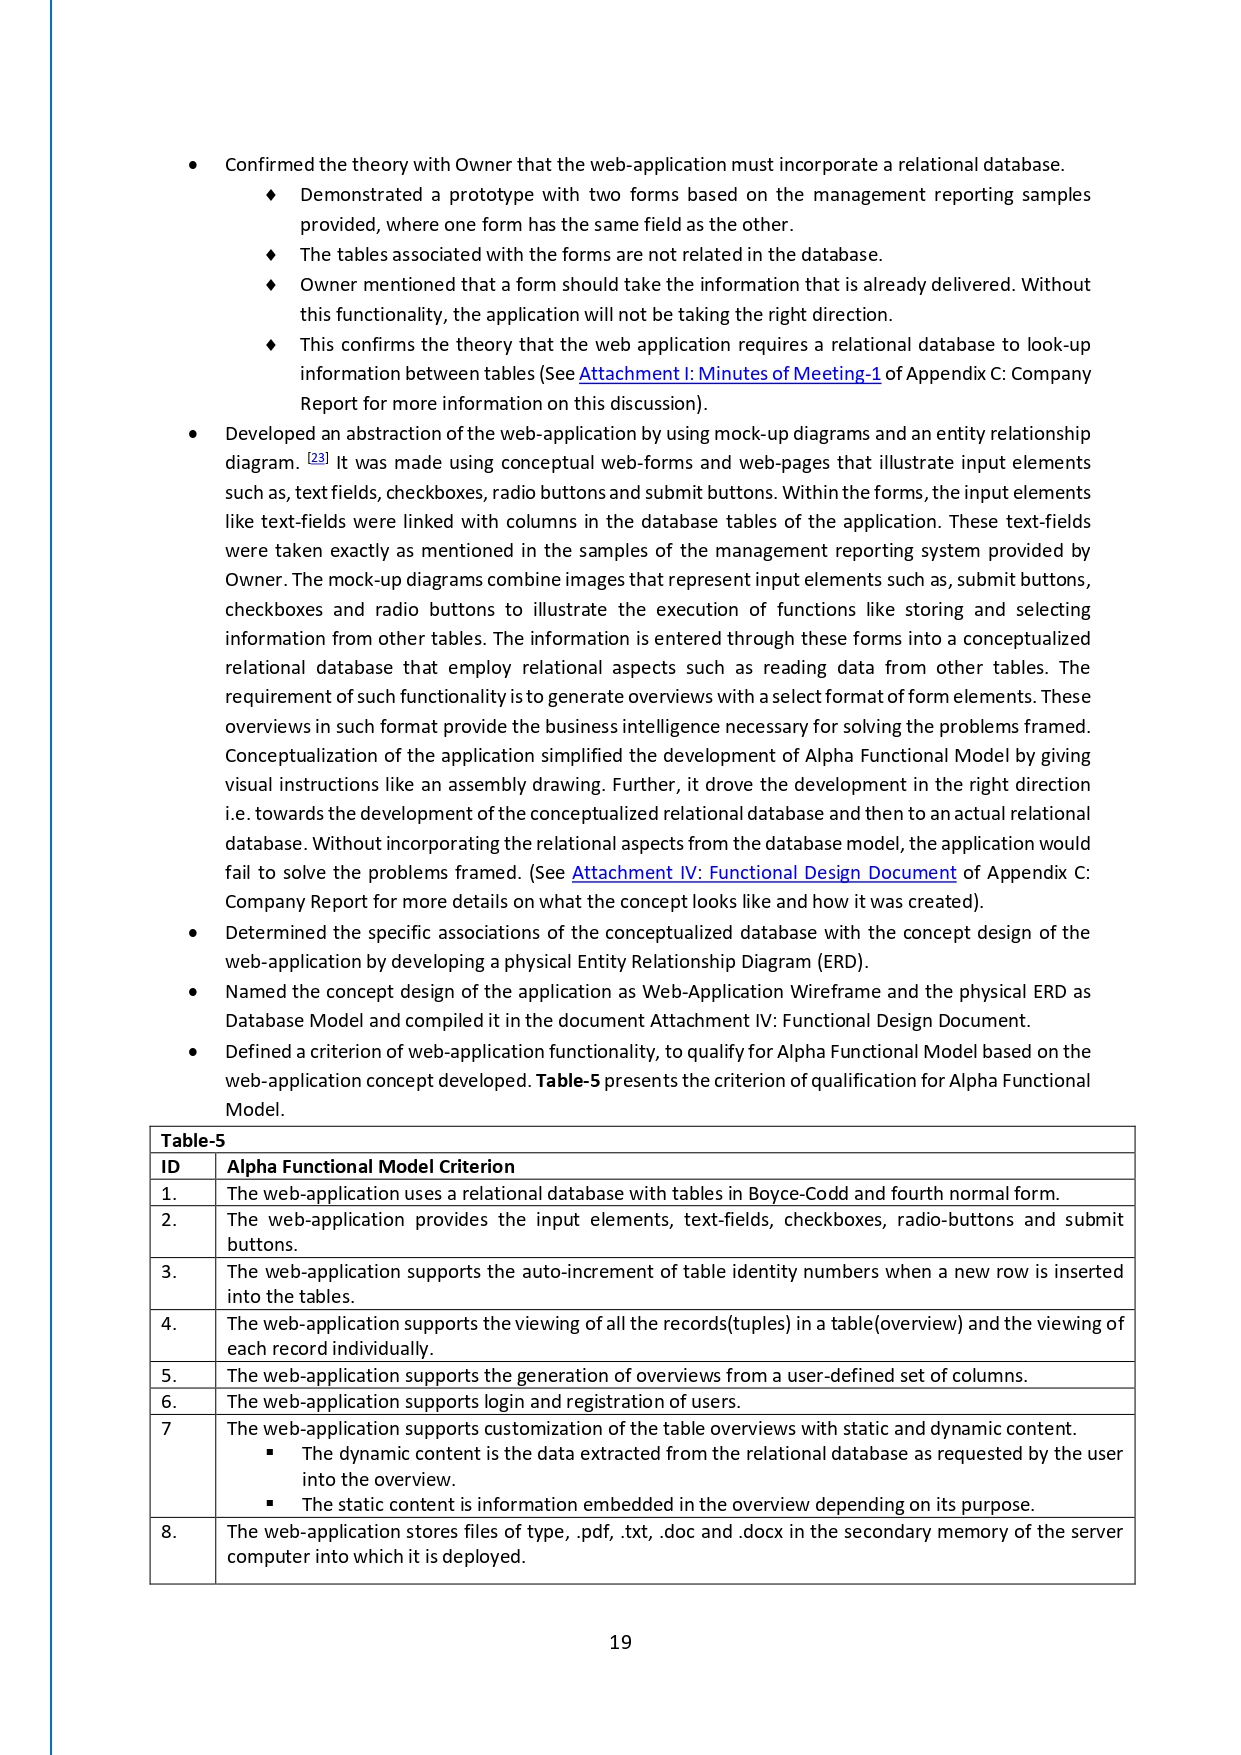 • Confirmed the theory with Owner that the web-application must incorporate a relational database.
♦ Demonstrated a prototype with two forms based on the management reporting samples
provided, where one form has the same field as the other.
♦ The tables associated with the forms are not related in the database.
♦ Owner mentioned that a form should take the information that is already delivered. Without
this functionality, the application will not be taking the right direction.
♦ This confirms the theory that the web application requires a relational database to look-up
information between tables (See Attachment I: Minutes of Meeting-1 of Appendix C: Company
Report for more information on this discussion).
• Developed an abstraction of the web-application by using mock-up diagrams and an entity relationship
diagram. [23] It was made using conceptual web-forms and web-pages that illustrate input elements
such as, text fields, checkboxes, radio buttons and submit buttons. Within the forms, the input elements
like text-fields were linked with columns in the database tables of the application. These text-fields
were taken exactly as mentioned in the samples of the management reporting system provided by
Owner. The mock-up diagrams combine images that represent input elements such as, submit buttons,
checkboxes and radio buttons to illustrate the execution of functions like storing and selecting
information from other tables. The information is entered through these forms into a conceptualized
relational database that employ relational aspects such as reading data from other tables. The
requirement of such functionality is to generate overviews with a select format of form elements. These
overviews in such format provide the business intelligence necessary for solving the problems framed.
Conceptualization of the application simplified the development of Alpha Functional Model by giving
visual instructions like an assembly drawing. Further, it drove the development in the right direction
i.e. towards the development of the conceptualized relational database and then to an actual relational
database. Without incorporating the relational aspects from the database model, the application would
fail to solve the problems framed. (See Attachment IV: Functional Design Document of Appendix C:
Company Report for more details on what the concept looks like and how it was created).
• Determined the specific associations of the conceptualized database with the concept design of the
web-application by developing a physical Entity Relationship Diagram (ERD).
• Named the concept design of the application as Web-Application Wireframe and the physical ERD as
Database Model and compiled it in the document Attachment IV: Functional Design Document.
• Defined a criterion of web-application functionality, to qualify for Alpha Functional Model based on the
web-application concept developed. Table-5 presents the criterion of qualification for Alpha Functional
Model.
Table-5
ID Alpha Functional Model Criterion
1. The web-application uses a relational database with tables in Boyce-Codd and fourth normal form.
2. The web-application provides the input elements, text-fields, checkboxes, radio-buttons and submit
buttons.
3. The web-application supports the auto-increment of table identity numbers when a new row is inserted
into the tables.
4. The web-application supports the viewing of all the records(tuples) in a table(overview) and the viewing of
each record individually.
5. The web-application supports the generation of overviews from a user-defined set of columns.
6. The web-application supports login and registration of users.
7 The web-application supports customization of the table overviews with static and dynamic content.
▪ The dynamic content is the data extracted from the relational database as requested by the user
into the overview.
▪ The static content is information embedded in the overview depending on its purpose.
8. The web-application stores files of type, .pdf, .txt, .doc and .docx in the secondary memory of the server
computer into which it is deployed.
19